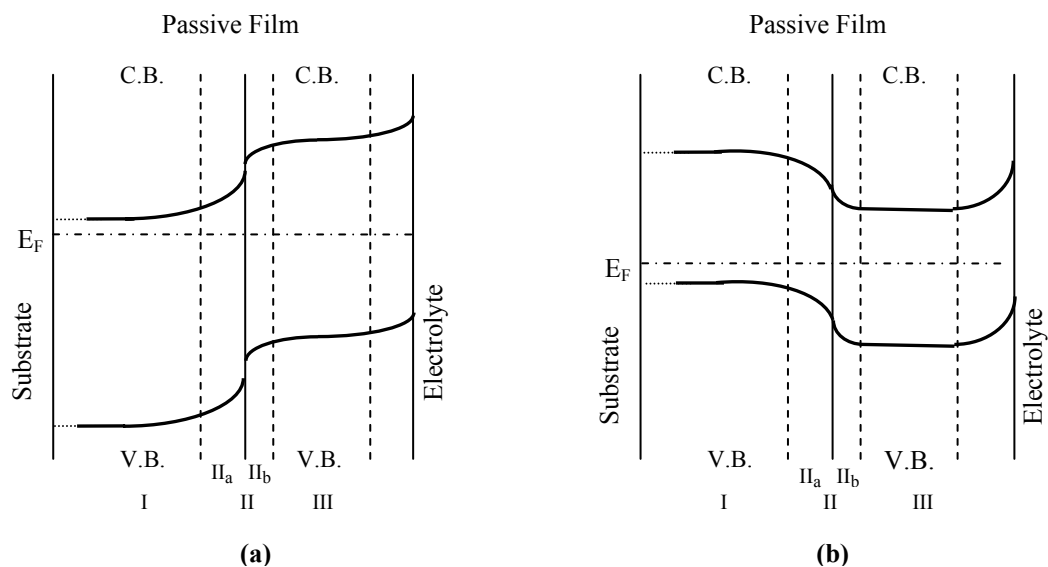 Passive Film
C.B.
C.B.
E_F
Substrate
Electrolyte
V.B.
II_a
II_b
V.B.
I
II
III
(a)
Passive Film
C.B.
C.B.
E_F
Substrate
Electrolyte
V.B.
II_a
II_b
V.B.
I
II
III
(b)